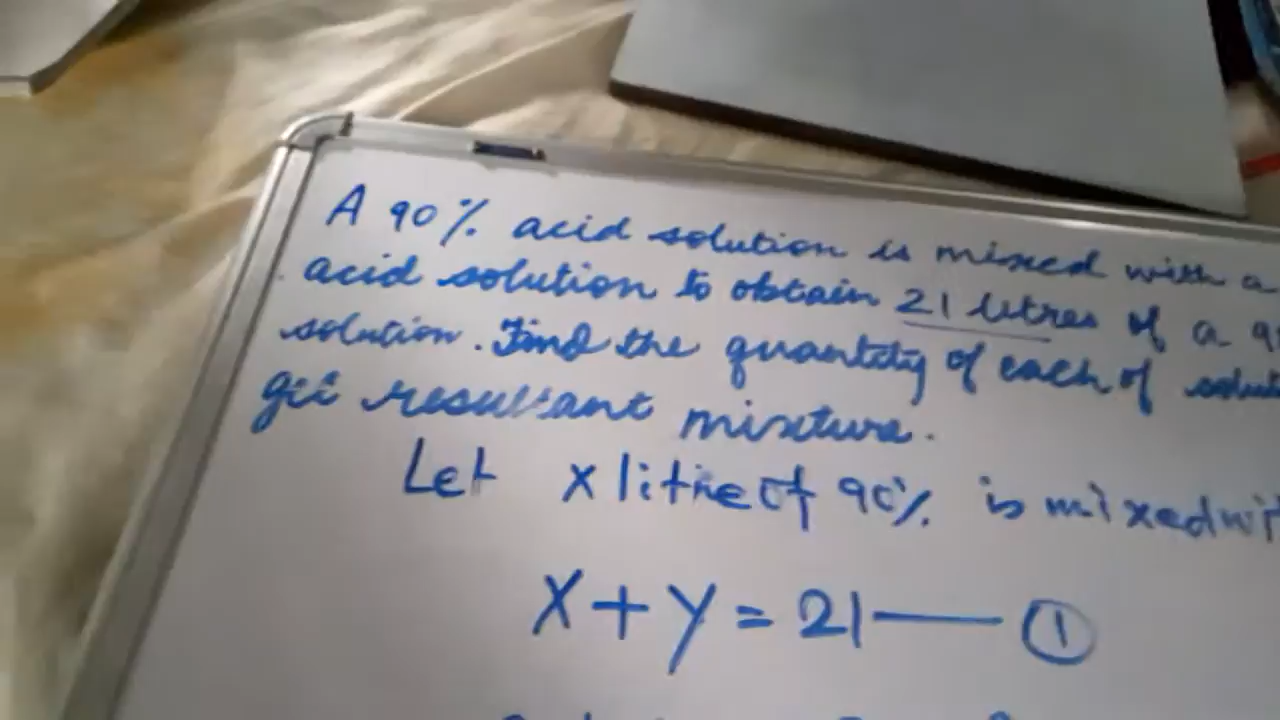 A 90% acid solution is mixed with a
acid solution to obtain 21 litres of a
solution. Find the quantity of each of
resultant mixture.
Let x litre of 90% is mixed
X + Y = 21 — ①